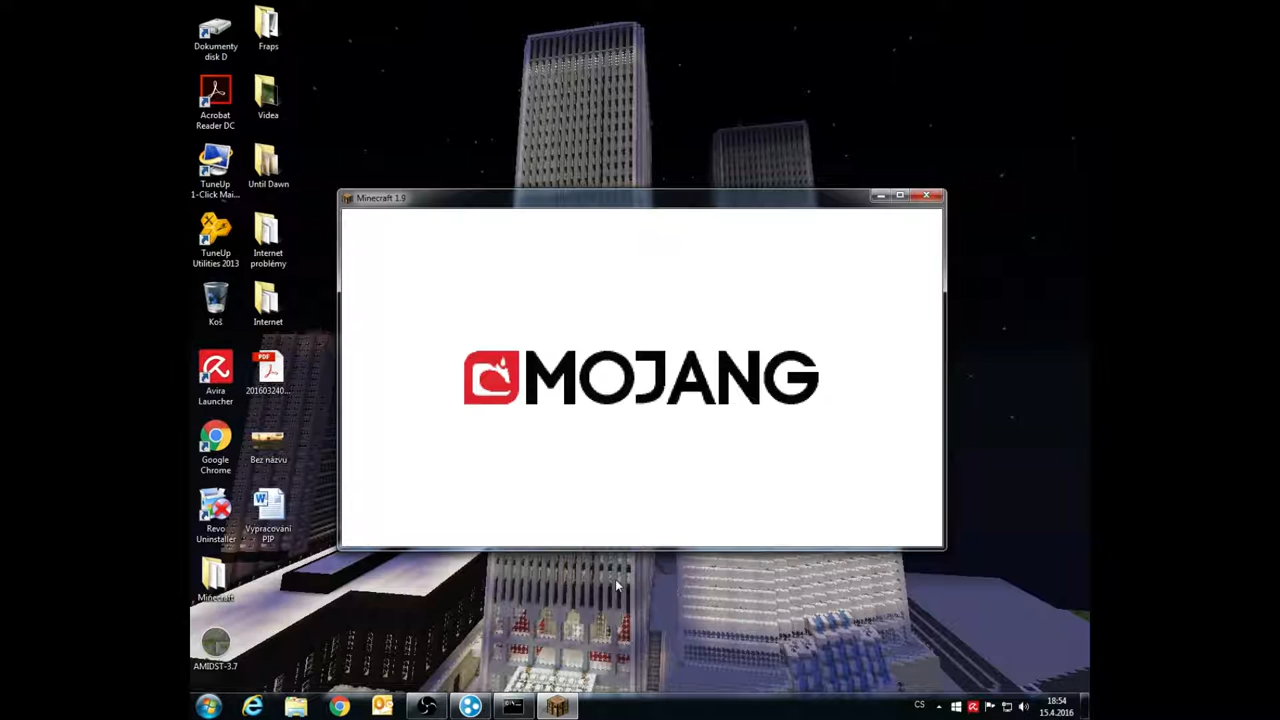 Dokumenty
disk D
Fraps
Acrobat
Reader DC
Videa
TuneUp
1-Click Mai...
Until Dawn
TuneUp
Utilities 2013
Internet
problémy
Koš
Internet
Avira
Launcher
PDF
201603240...
Google
Chrome
Bez názvu
Revo
Uninstaller
Vypracování
PIP
Minecraft
AMIDST-3.7
Minecraft 1.9
MOJANG
CS
18:54
15.4.2016